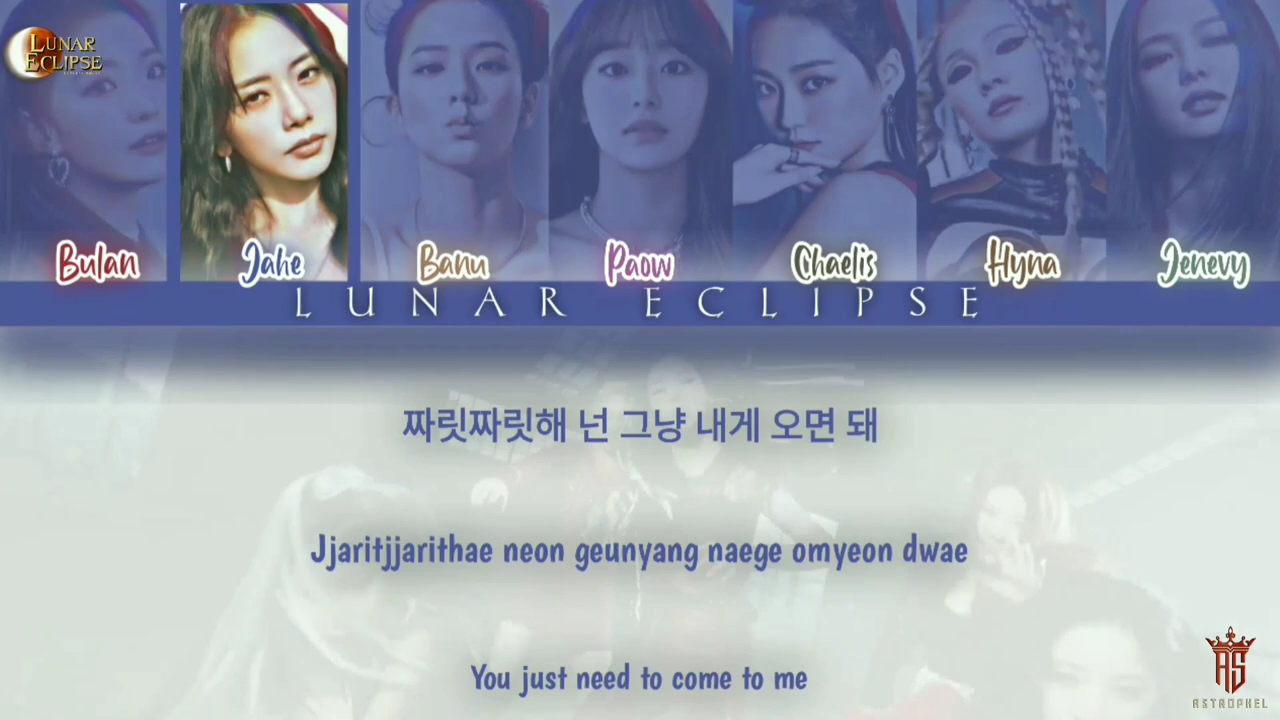 LUNAR
ECLIPSE
Bulan
Jahe
Banu
Paow
Chaelis
Hyna
Jenevy
LUNAR ECLIPSE
짜릿짜릿해 넌 그냥 내게 오면 돼
Jjaritjjarithae neon geunyang naege omyeon dwae
You just need to come to me
AS
ASTROPHEL